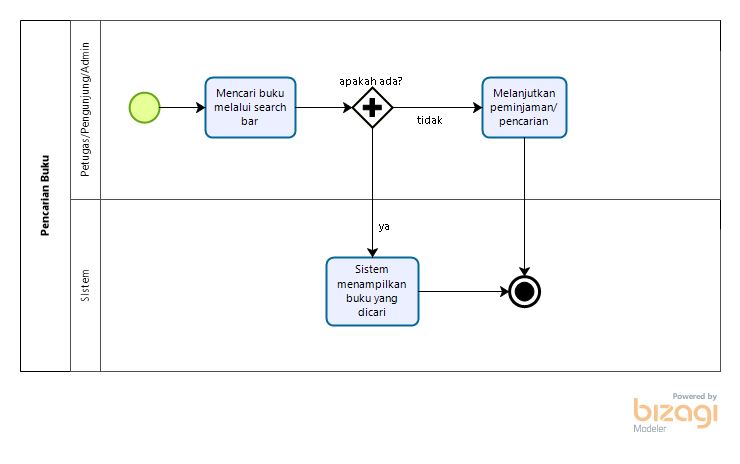 Pencarian Buku
Petugas/Pengunjung/Admin
Mencari buku
melalui search
bar
apakah ada?
tidak
Melanjutkan
peminjaman/
pencarian
ya
Sistem
Sistem
menampilkan
buku yang
dicari
Powered by
bizagi
Modeler